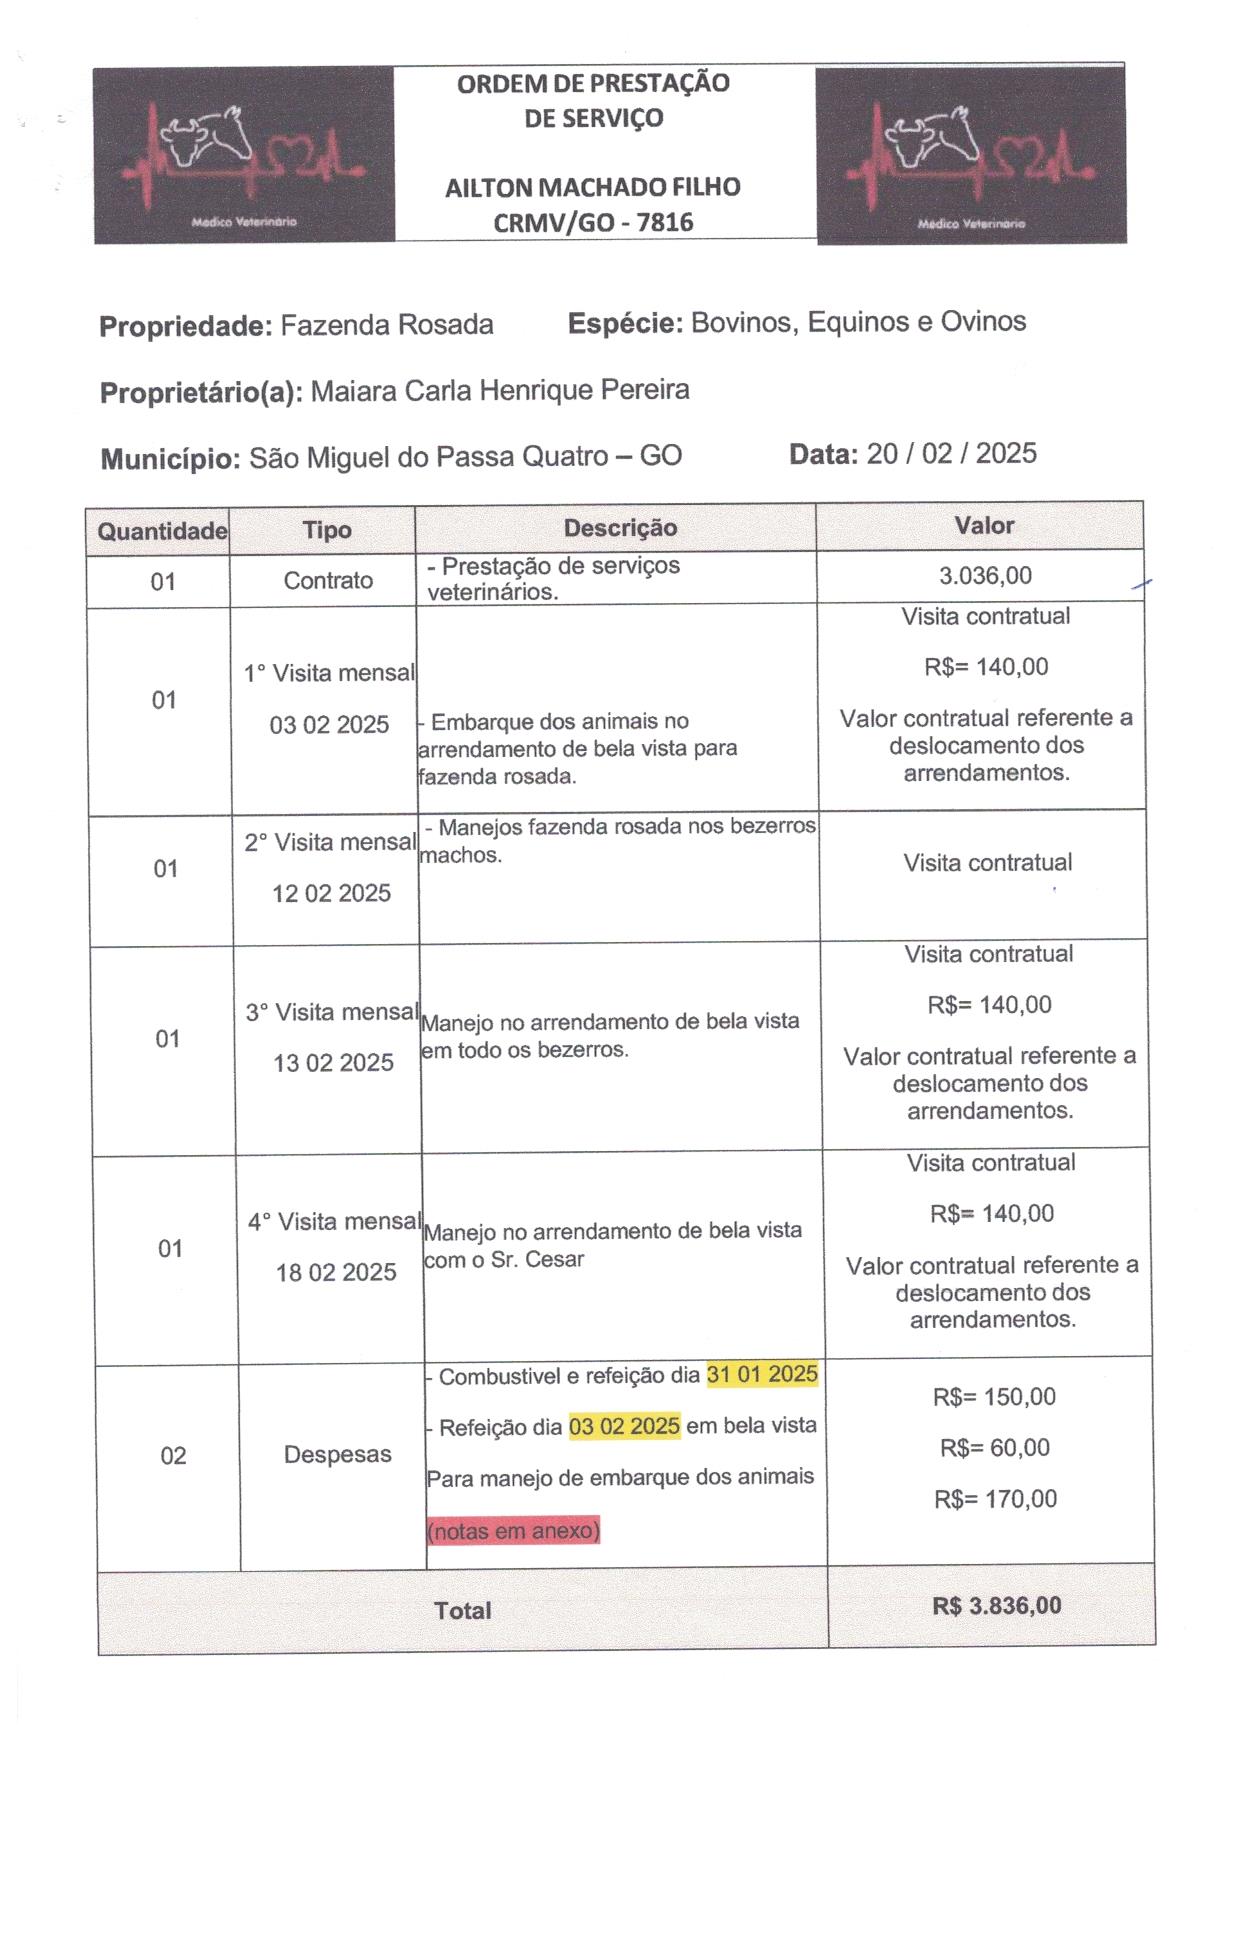 ORDEM DE PRESTAÇÃO
DE SERVIÇO
AILTON MACHADO FILHO
CRMV/GO - 7816
Médico Veterinário
Médico Veterinário
Propriedade: Fazenda Rosada Espécie: Bovinos, Equinos e Ovinos
Proprietário(a): Maiara Carla Henrique Pereira
Município: São Miguel do Passa Quatro – GO Data: 20 / 02 / 2025
Quantidade Tipo Descrição Valor
01 Contrato
- Prestação de serviços
veterinários.
3.036,00
01
1° Visita mensal
03 02 2025
- Embarque dos animais no
arrendamento de bela vista para
fazenda rosada.
Visita contratual
R$= 140,00
Valor contratual referente a
deslocamento dos
arrendamentos.
01
2° Visita mensal
12 02 2025
- Manejos fazenda rosada nos bezerros
machos.
Visita contratual
01
3° Visita mensal
13 02 2025
Manejo no arrendamento de bela vista
em todo os bezerros.
Visita contratual
R$= 140,00
Valor contratual referente a
deslocamento dos
arrendamentos.
01
4° Visita mensal
18 02 2025
Manejo no arrendamento de bela vista
com o Sr. Cesar
Visita contratual
R$= 140,00
Valor contratual referente a
deslocamento dos
arrendamentos.
02
Despesas
- Combustivel e refeição dia 31 01 2025
- Refeição dia 03 02 2025 em bela vista
Para manejo de embarque dos animais
(notas em anexo)
R$= 150,00
R$= 60,00
R$= 170,00
Total R$ 3.836,00